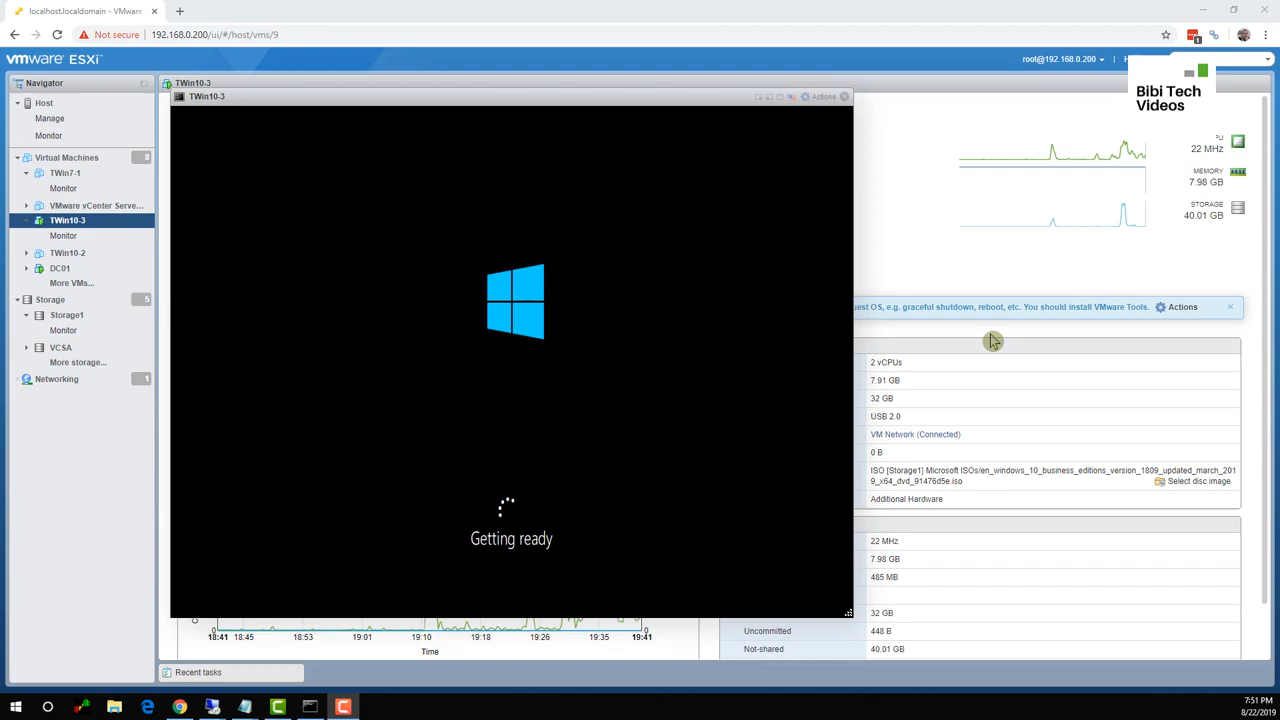 localhost.localdomain - VMware
Not secure
192.168.0.200/ui/#/host/vms/9
vmware ESXi
root@192.168.0.200
Bibi Tech
Videos
Navigator
Host
Manage
Monitor
Virtual Machines
8
TWin7-1
Monitor
VMware vCenter Serve...
TWin10-3
Monitor
TWin10-2
DC01
More VMs...
Storage
5
Storage1
Monitor
VCSA
More storage...
Networking
1
TWin10-3
TWin10-3
Actions
Getting ready
22 MHz
MEMORY
7.98 GB
STORAGE
40.01 GB
uest OS, e.g. graceful shutdown, reboot, etc. You should install VMware Tools.
Actions
2 vCPUs
7.91 GB
32 GB
USB 2.0
VM Network (Connected)
0 B
ISO [Storage1] Microsoft ISOs/en_windows_10_business_editions_version_1809_updated_march_201
9_x64_dvd_91476d5e.iso
Select disc image
Additional Hardware
22 MHz
7.98 GB
485 MB
32 GB
Uncommitted
448 B
Not-shared
40.01 GB
0
0
18:41 18:45 18:53 19:01 19:10 19:18 19:26 19:35 19:41
Time
Recent tasks
7:51 PM
8/22/2019